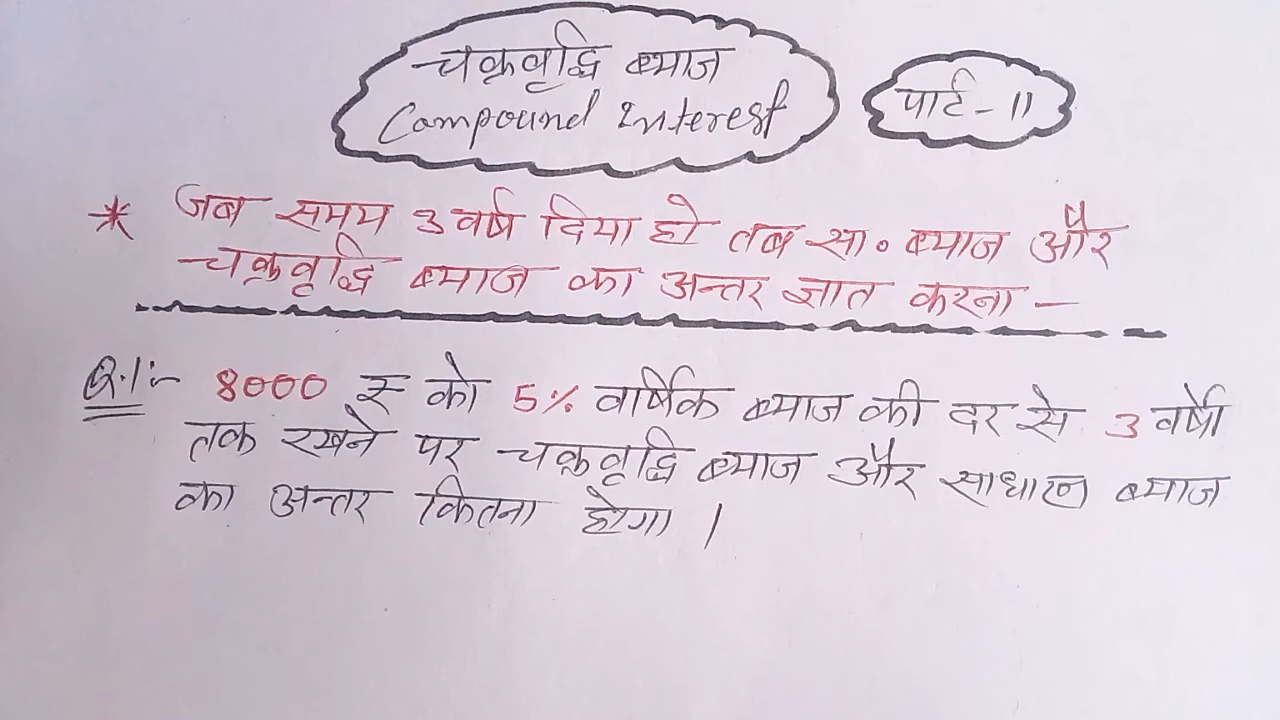 चक्रवृद्धि ब्याज
Compound Interest
पार्ट - 11
* जब समय 3 वर्ष दिया हो तब सा॰ ब्याज और
चक्रवृद्धि ब्याज का अन्तर ज्ञात करना -
Q.1:- 8000 रु को 5% वार्षिक ब्याज की दर से 3 वर्षो
तक रखने पर चक्रवृद्धि ब्याज और साधारण ब्याज
का अन्तर कितना होगा ।